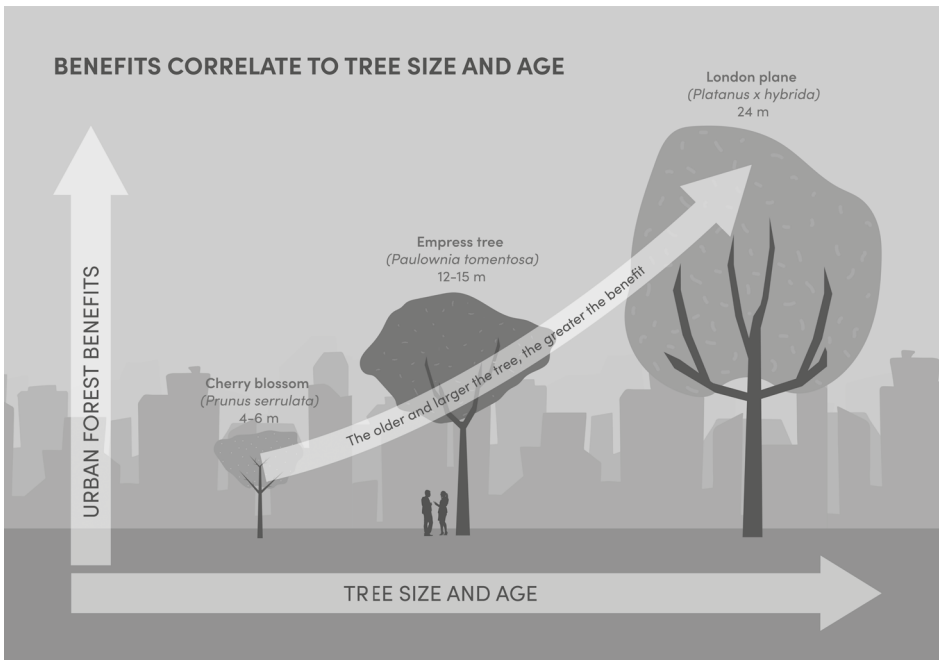 BENEFITS CORRELATE TO TREE SIZE AND AGE
London plane
(Platanus x hybrida)
24 m
Empress tree
(Paulownia tomentosa)
12-15 m
Cherry blossom
(Prunus serrulata)
4-6 m
The older and larger the tree, the greater the benefit
URBAN FOREST BENEFITS
TREE SIZE AND AGE